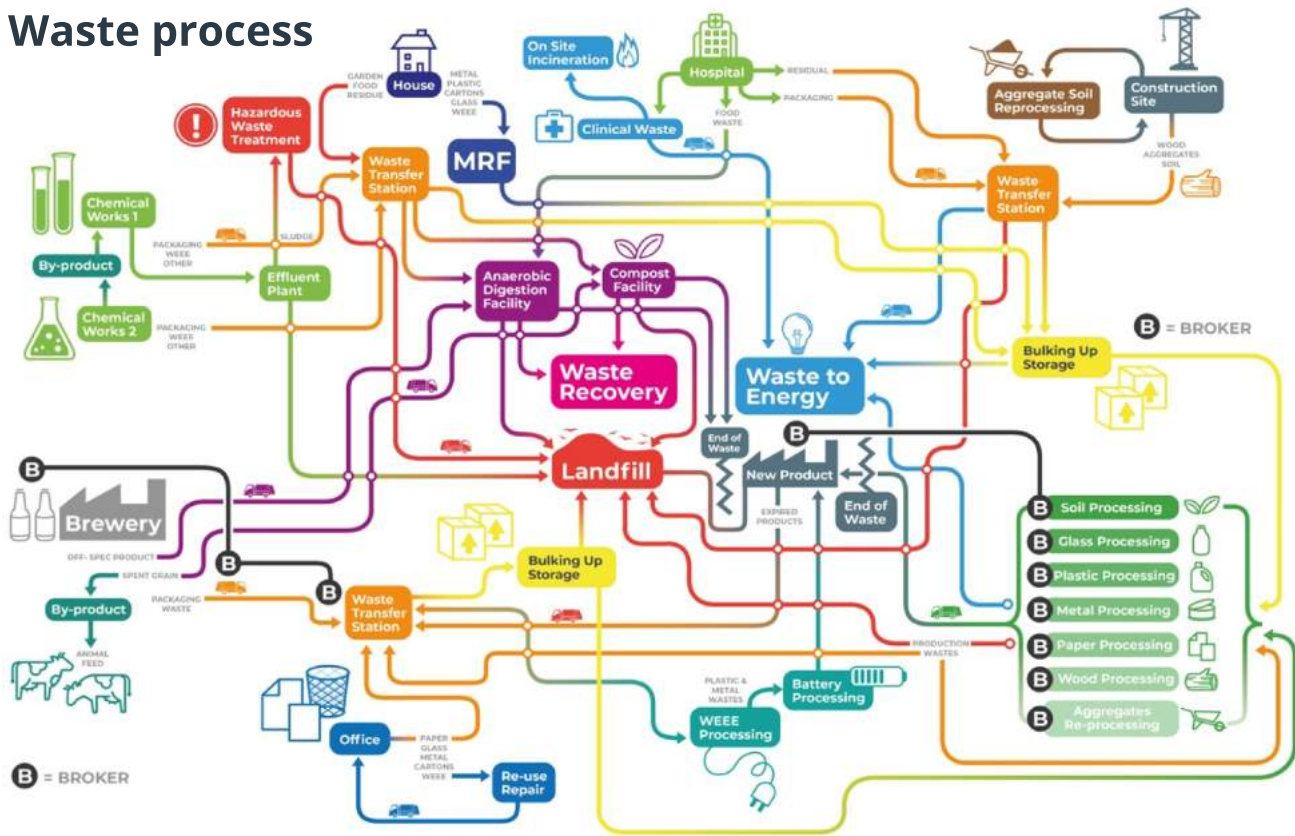 Waste process
House
GARDEN
FOOD
RESIDUE
METAL
PLASTIC
CARTONS
GLASS
WEEE
On Site
Incineration
Hospital
RESIDUAL
PACKAGING
FOOD
WASTE
Clinical Waste
Aggregate Soil
Reprocessing
Construction
Site
WOOD
AGGREGATES
SOIL
!
Hazardous
Waste
Treatment
Waste
Transfer
Station
MRF
Waste
Transfer
Station
Chemical
Works 1
By-product
Chemical
Works 2
PACKAGING
WEEE
OTHER
SLUDGE
Effluent
Plant
PACKAGING
WEEE
OTHER
Anaerobic
Digestion
Facility
Compost
Facility
Waste
Recovery
Waste to
Energy
Bulking Up
Storage
B = BROKER
End of
Waste
B
New Product
End of
Waste
EXPIRED
PRODUCTS
Landfill
B
Brewery
OFF- SPEC PRODUCT
SPENT GRAIN
B
B
By-product
ANIMAL
FEED
PACKAGING
WASTE
Waste
Transfer
Station
Bulking Up
Storage
B Soil Processing
B Glass Processing
B Plastic Processing
B Metal Processing
B Paper Processing
B Wood Processing
B Aggregates
Re-processing
PRODUCTION
WASTES
PLASTIC &
METAL
WASTES
Battery
Processing
WEEE
Processing
Office
PAPER
GLASS
METAL
CARTONS
WEEE
Re-use
Repair
B = BROKER